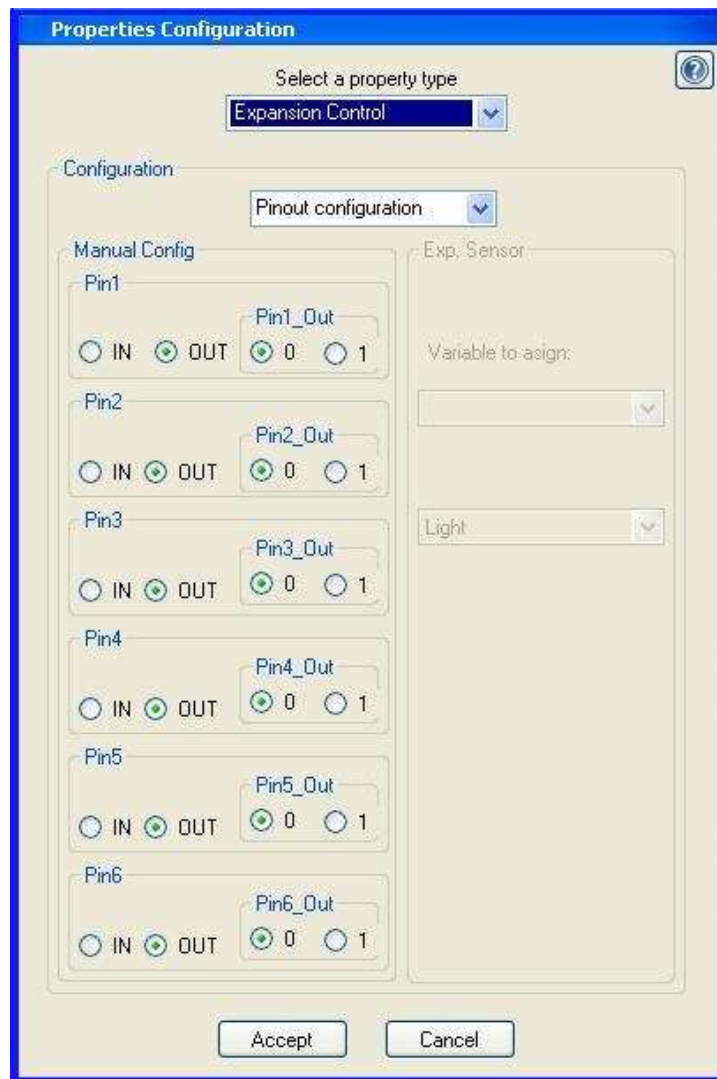 Properties Configuration
Select a property type
Expansion Control
Configuration
Pinout configuration
Manual Config
Pin1
IN OUT
Pin1_Out
0 1
Pin2
IN OUT
Pin2_Out
0 1
Pin3
IN OUT
Pin3_Out
0 1
Pin4
IN OUT
Pin4_Out
0 1
Pin5
IN OUT
Pin5_Out
0 1
Pin6
IN OUT
Pin6_Out
0 1
Exp. Sensor
Variable to asign:
Light
Accept Cancel
?